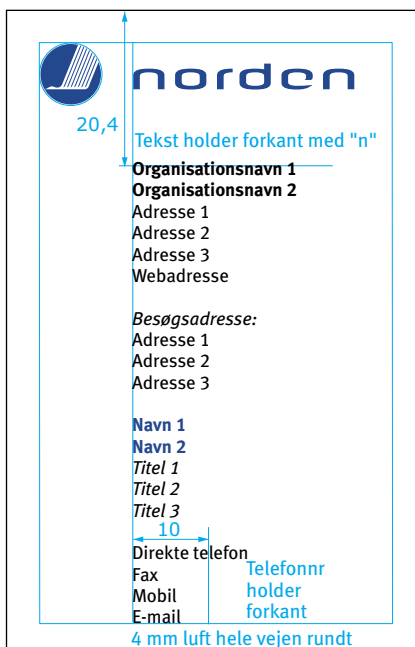 norden
20,4
Tekst holder forkant med "n"
Organisationsnavn 1
Organisationsnavn 2
Adresse 1
Adresse 2
Adresse 3
Webadresse
Besøgsadresse:
Adresse 1
Adresse 2
Adresse 3
Navn 1
Navn 2
Titel 1
Titel 2
Titel 3
10
Direkte telefon
Fax
Mobil
E-mail
Telefonnr
holder
forkant
4 mm luft hele vejen rundt